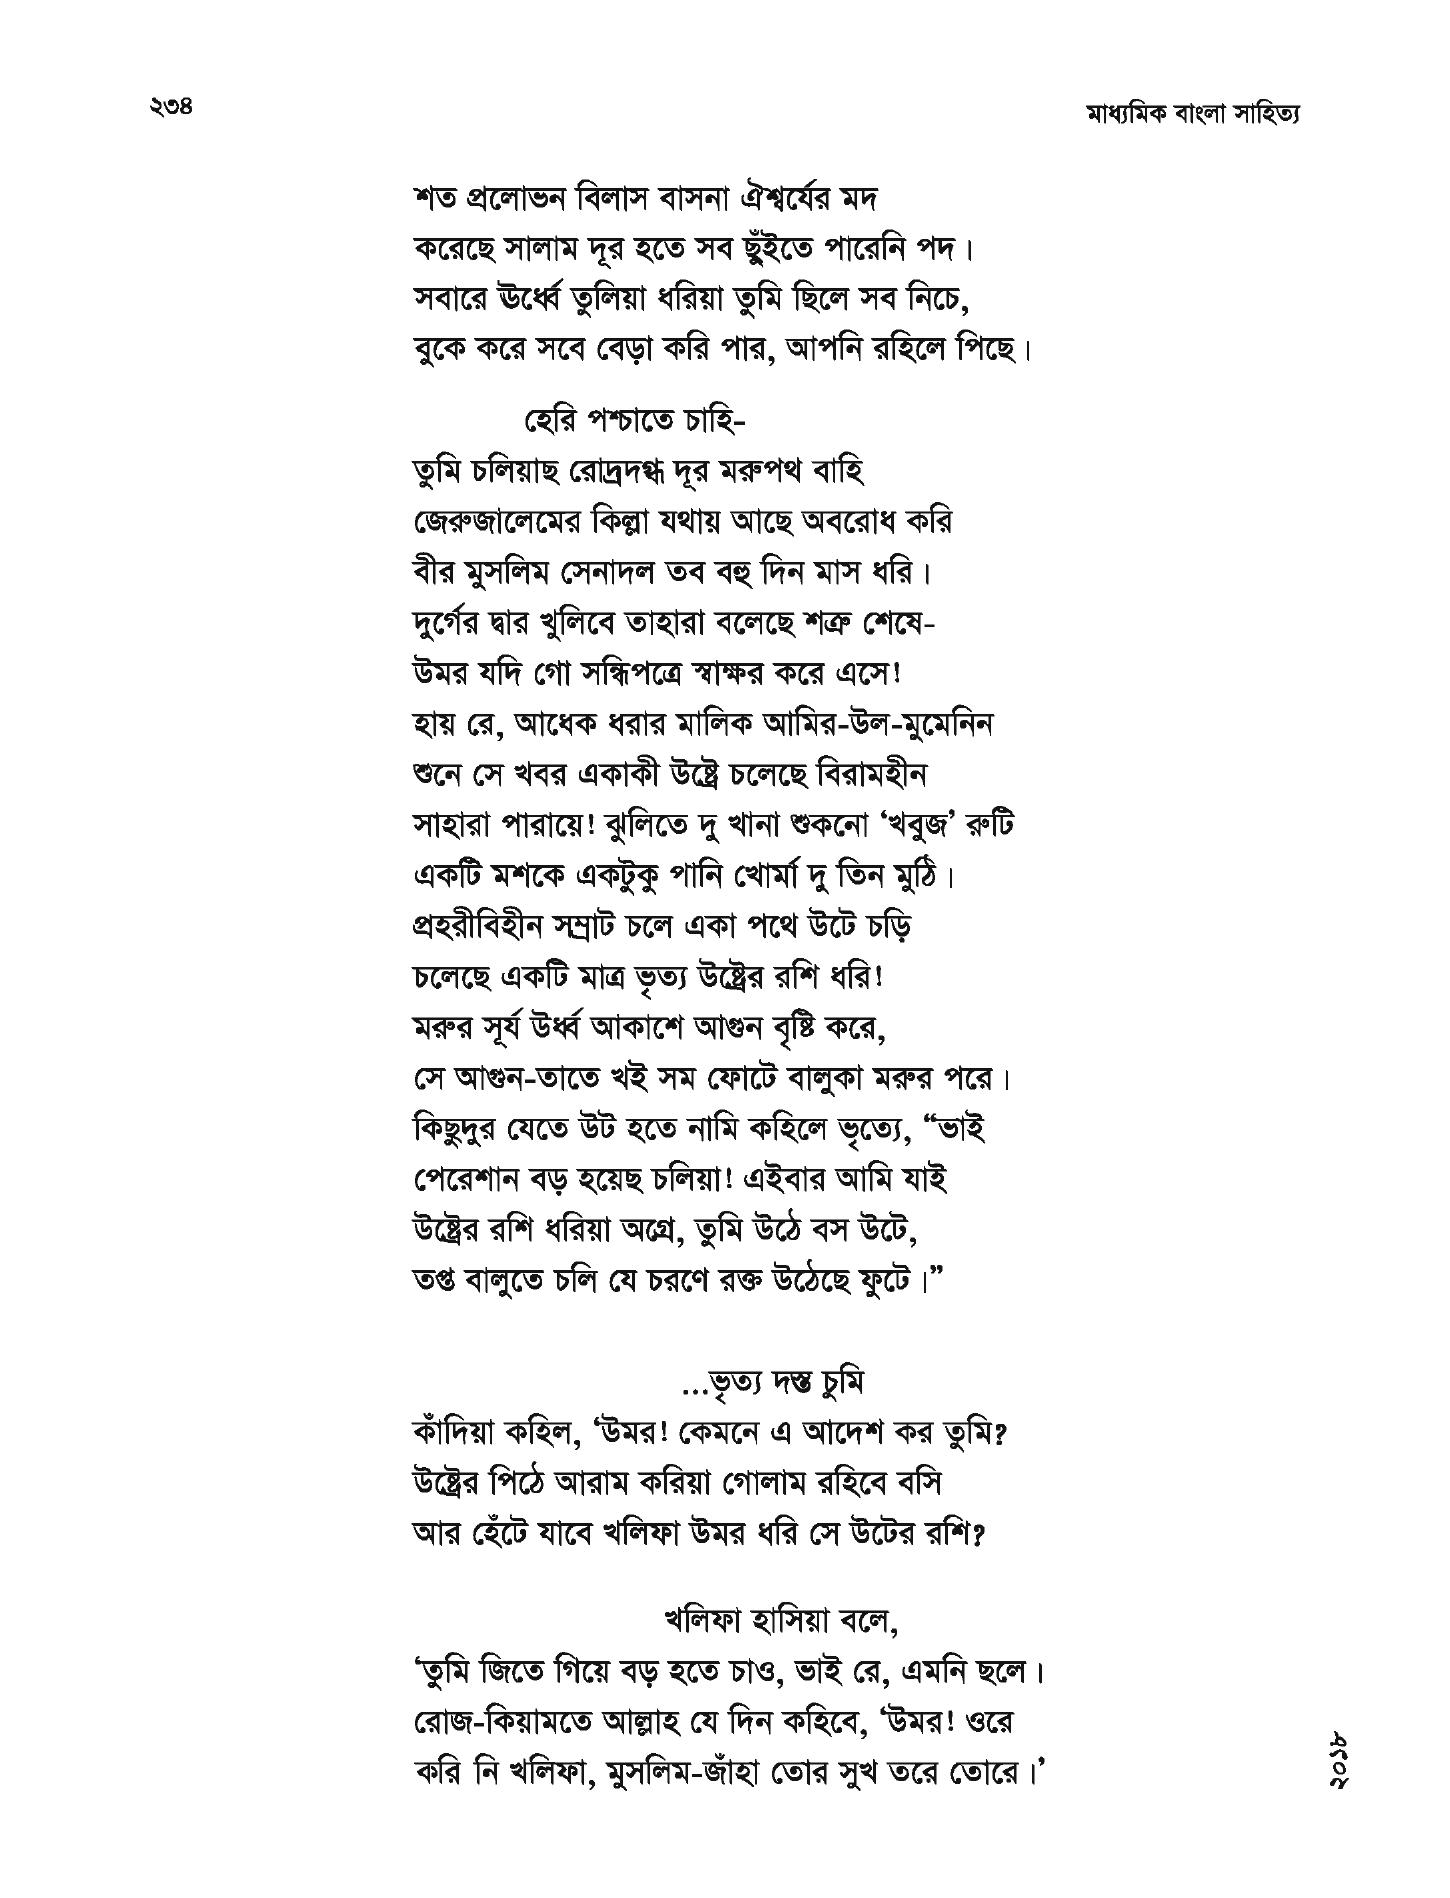 ২৩৪
মাধ্যমিক বাংলা সাহিত্য
শত প্রলোভন বিলাস বাসনা ঐশ্বর্যের মদ
করেছে সালাম দূর হতে সব ছুঁইতে পারেনি পদ।
সবারে ঊর্ধ্বে তুলিয়া ধরিয়া তুমি ছিলে সব নিচে,
বুকে করে সবে বেড়া করি পার, আপনি রহিলে পিছে।
হেরি পশ্চাতে চাহি-
তুমি চলিয়াছ রোদ্রদগ্ধ দূর মরুপথ বাহি
জেরুজালেমের কিল্লা যথায় আছে অবরোধ করি
বীর মুসলিম সেনাদল তব বহু দিন মাস ধরি।
দুর্গের দ্বার খুলিবে তাহারা বলেছে শত্রু শেষে-
উমর যদি গো সন্ধিপত্রে স্বাক্ষর করে এসে!
হায় রে, আধেক ধরার মালিক আমির-উল-মুমেনিন
শুনে সে খবর একাকী উষ্ট্রে চলেছে বিরামহীন
সাহারা পারায়ে! ঝুলিতে দু খানা শুকনো ‘খবুজ’ রুটি
একটি মশকে একটুকু পানি খোর্মা দু তিন মুঠি।
প্রহরীবিহীন সম্রাট চলে একা পথে উটে চড়ি
চলেছে একটি মাত্র ভৃত্য উষ্ট্রের রশি ধরি!
মরুর সূর্য উর্ধ্ব আকাশে আগুন বৃষ্টি করে,
সে আগুন-তাতে খই সম ফোটে বালুকা মরুর পরে।
কিছুদুর যেতে উট হতে নামি কহিলে ভৃত্যে, “ভাই
পেরেশান বড় হয়েছ চলিয়া! এইবার আমি যাই
উষ্ট্রের রশি ধরিয়া অগ্রে, তুমি উঠে বস উটে,
তপ্ত বালুতে চলি যে চরণে রক্ত উঠেছে ফুটে।”
...ভৃত্য দস্ত চুমি
কাঁদিয়া কহিল, ‘উমর! কেমনে এ আদেশ কর তুমি?
উষ্ট্রের পিঠে আরাম করিয়া গোলাম রহিবে বসি
আর হেঁটে যাবে খলিফা উমর ধরি সে উটের রশি?
খলিফা হাসিয়া বলে,
‘তুমি জিতে গিয়ে বড় হতে চাও, ভাই রে, এমনি ছলে।
রোজ-কিয়ামতে আল্লাহ যে দিন কহিবে, ‘উমর! ওরে
করি নি খলিফা, মুসলিম-জাঁহা তোর সুখ তরে তোরে।’
২০১৮